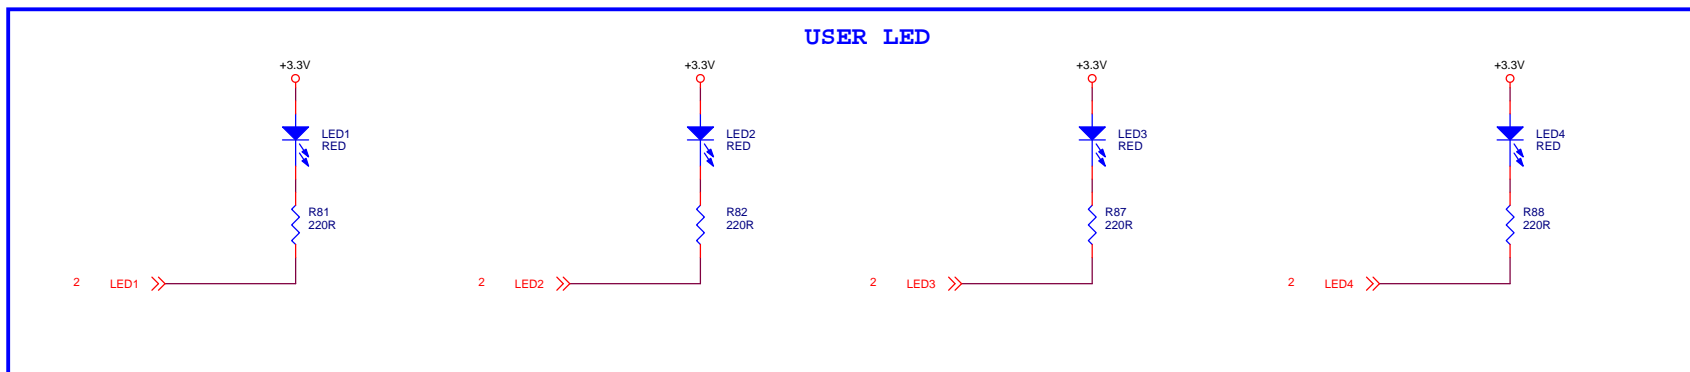 USER LED
+3.3V
+3.3V
+3.3V
+3.3V
LED1
RED
LED2
RED
LED3
RED
LED4
RED
R81
220R
R82
220R
R87
220R
R88
220R
2 LED1
2 LED2
2 LED3
2 LED4